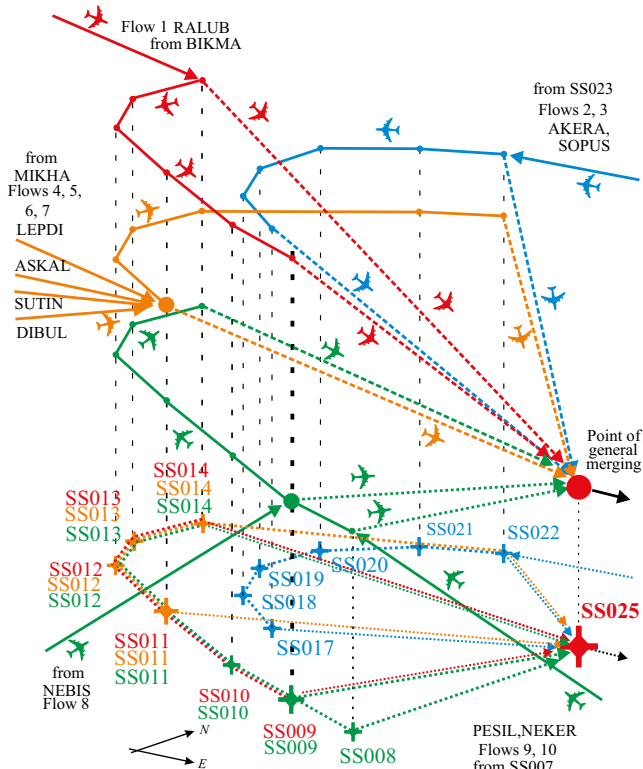 Flow 1 RALUB
from BIKMA
from SS023
Flows 2, 3
AKERA,
SOPUS
from
MIKHA
Flows 4, 5,
6, 7
LEPDI
ASKAL
SUTIN
DIBUL
Point of
general
merging
SS014
SS014
SS014
SS013
SS013
SS013
SS012
SS012
SS012
SS011
SS011
SS011
SS010
SS010
SS009
SS009
SS008
SS022
SS021
SS020
SS019
SS018
SS017
SS025
from
NEBIS
Flow 8
N
E
PESIL,NEKER
Flows 9, 10
from SS007